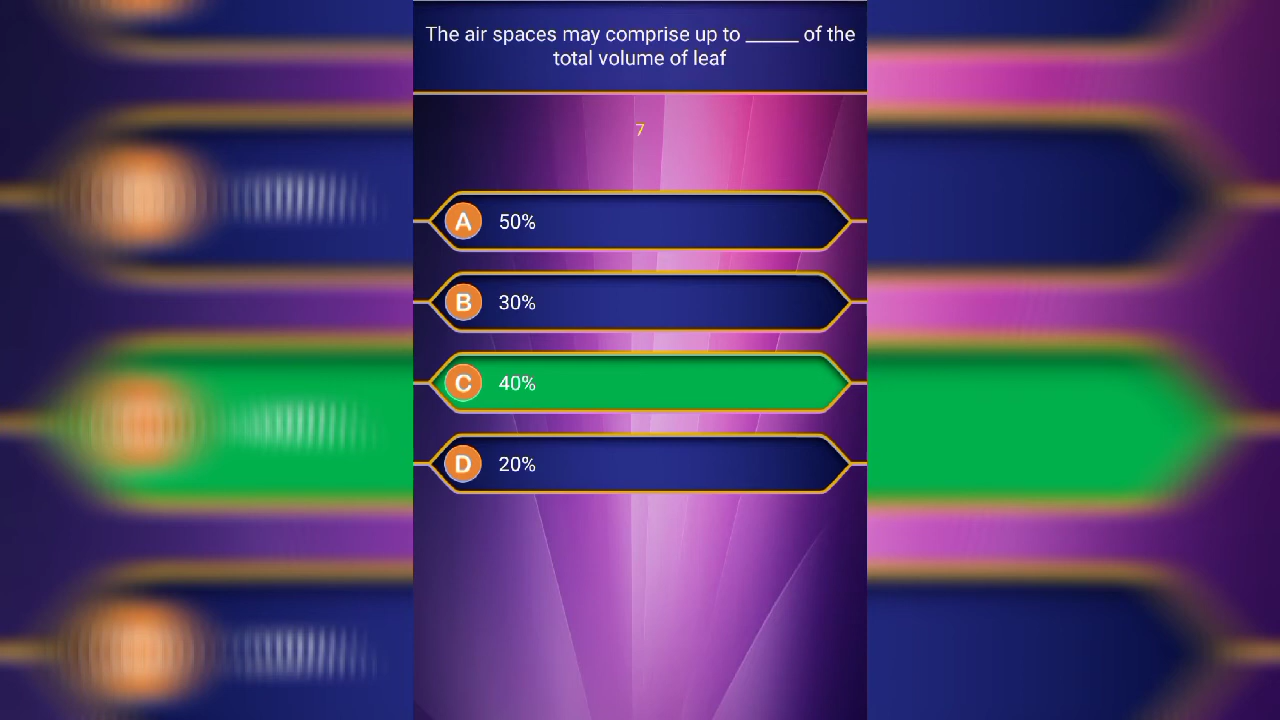 The air spaces may comprise up to _____ of the
total volume of leaf
7
A 50%
B 30%
C 40%
D 20%